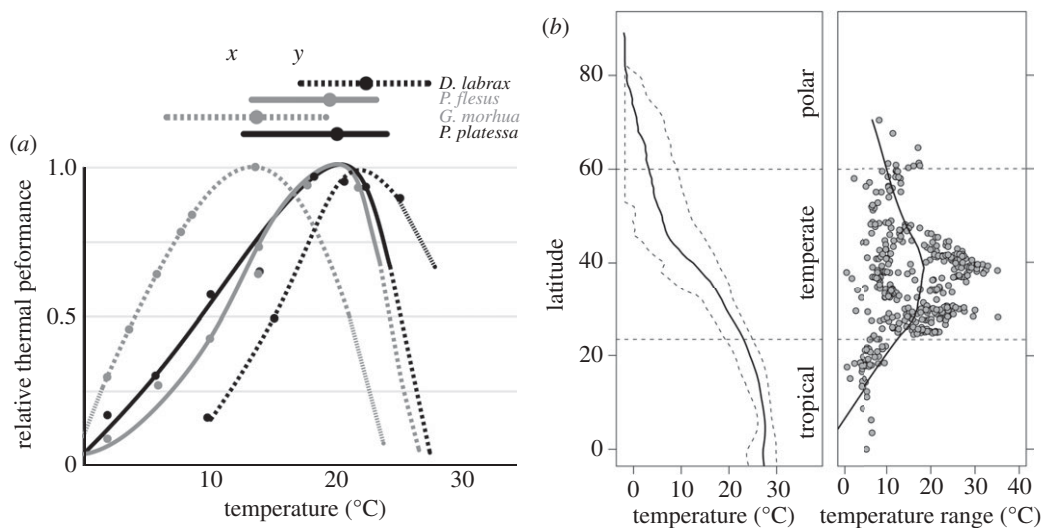 (a)
x y
D. labrax
P. flesus
G. morhua
P. platessa
relative thermal peformance
1.0
0.5
0
10 20 30
temperature (°C)
(b)
latitude
80
60
40
20
0
polar
temperate
tropical
0 10 20 30
temperature (°C)
0 10 20 30 40
temperature range (°C)